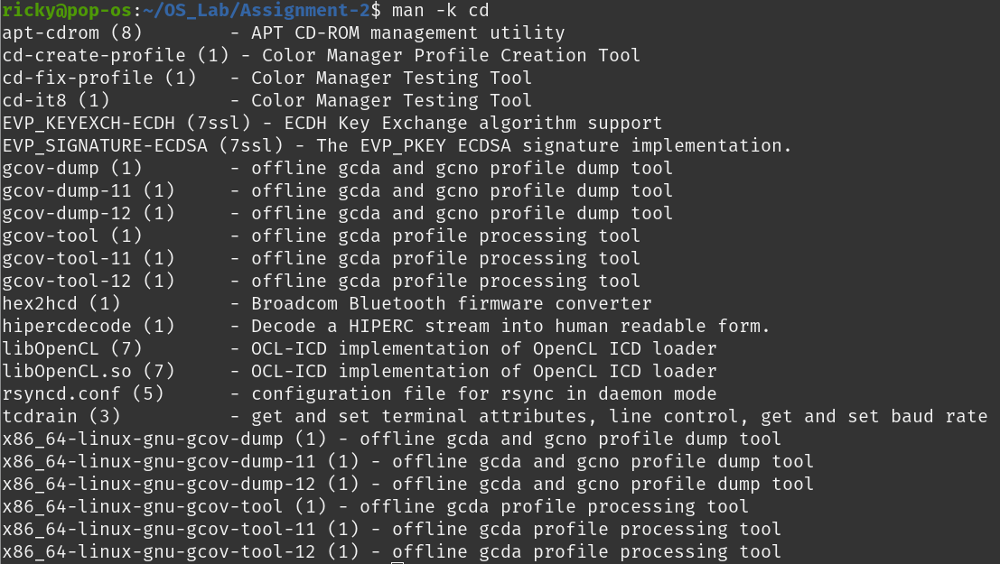 ricky@pop-os:~/OS_Lab/Assignment-2$ man -k cd
apt-cdrom (8)        - APT CD-ROM management utility
cd-create-profile (1) - Color Manager Profile Creation Tool
cd-fix-profile (1)   - Color Manager Testing Tool
cd-it8 (1)           - Color Manager Testing Tool
EVP_KEYEXCH-ECDH (7ssl) - ECDH Key Exchange algorithm support
EVP_SIGNATURE-ECDSA (7ssl) - The EVP_PKEY ECDSA signature implementation.
gcov-dump (1)        - offline gcda and gcno profile dump tool
gcov-dump-11 (1)     - offline gcda and gcno profile dump tool
gcov-dump-12 (1)     - offline gcda and gcno profile dump tool
gcov-tool (1)        - offline gcda profile processing tool
gcov-tool-11 (1)     - offline gcda profile processing tool
gcov-tool-12 (1)     - offline gcda profile processing tool
hex2hcd (1)          - Broadcom Bluetooth firmware converter
hipercdecode (1)     - Decode a HIPERC stream into human readable form.
libOpenCL (7)        - OCL-ICD implementation of OpenCL ICD loader
libOpenCL.so (7)     - OCL-ICD implementation of OpenCL ICD loader
rsyncd.conf (5)      - configuration file for rsync in daemon mode
tcdrain (3)          - get and set terminal attributes, line control, get and set baud rate
x86_64-linux-gnu-gcov-dump (1) - offline gcda and gcno profile dump tool
x86_64-linux-gnu-gcov-dump-11 (1) - offline gcda and gcno profile dump tool
x86_64-linux-gnu-gcov-dump-12 (1) - offline gcda and gcno profile dump tool
x86_64-linux-gnu-gcov-tool (1) - offline gcda profile processing tool
x86_64-linux-gnu-gcov-tool-11 (1) - offline gcda profile processing tool
x86_64-linux-gnu-gcov-tool-12 (1) - offline gcda profile processing tool